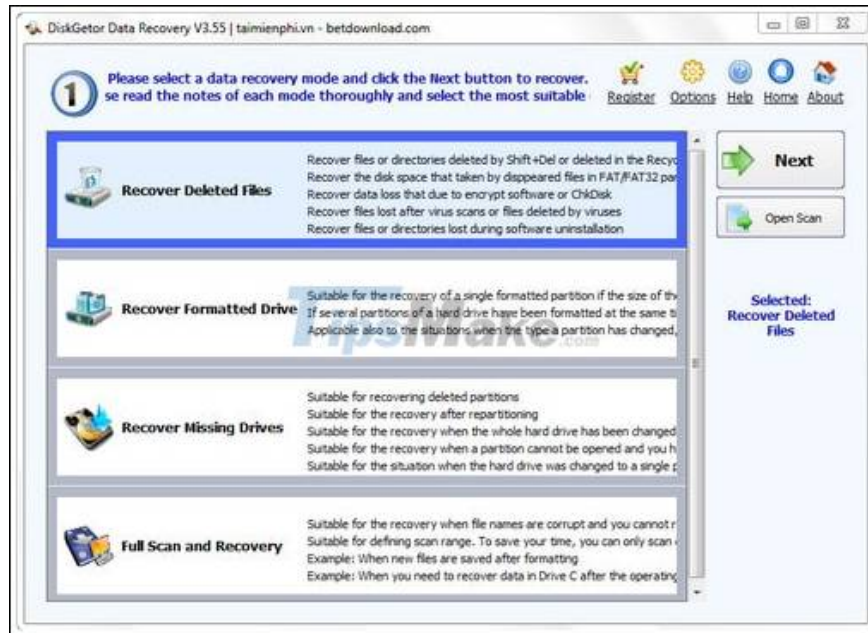 DiskGetor Data Recovery V3.55 | taimienphi.vn - betdownload.com
1
Please select a data recovery mode and click the Next button to recover.
se read the notes of each mode thoroughly and select the most suitable
Register Options Help Home About
Recover Deleted Files
Recover files or directories deleted by Shift+Del or deleted in the Recyc
Recover the disk space that taken by disppeared files in FAT/FAT32 par
Recover data loss that due to encrypt software or ChkDisk
Recover files lost after virus scans or files deleted by viruses
Recover files or directories lost during software uninstallation
Next
Open Scan
Selected:
Recover Deleted
Files
Recover Formatted Drive
Suitable for the recovery of a single formatted partition if the size of th
If several partitions of a hard drive have been formatted at the same t
Applicable also to the situations when the type a partition has changed,
TipsMake.com
Recover Missing Drives
Suitable for recovering deleted partitions
Suitable for the recovery after repartitioning
Suitable for the recovery when the whole hard drive has been changed
Suitable for the recovery when a partition cannot be opened and you h
Suitable for the situation when the hard drive was changed to a single p
Full Scan and Recovery
Suitable for the recovery when file names are corrupt and you cannot r
Suitable for defining scan range. To save your time, you can only scan
Example: When new files are saved after formatting
Example: When you need to recover data in Drive C after the operating